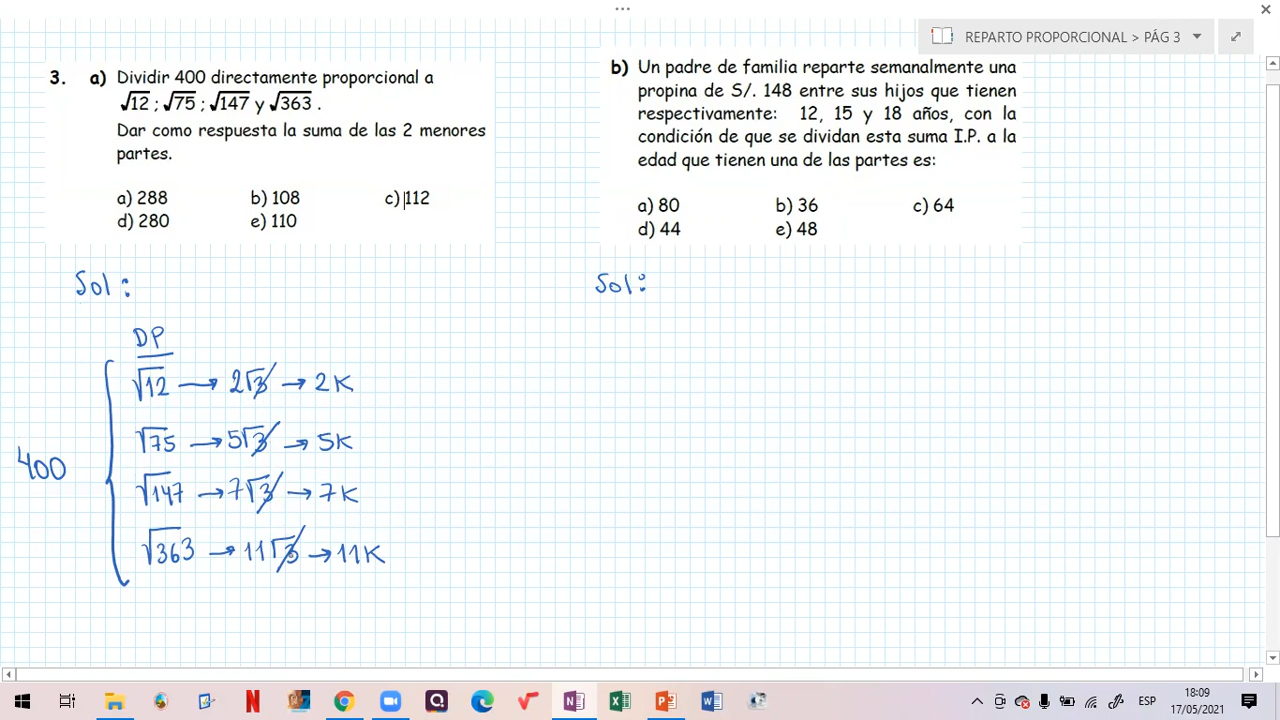 REPARTO PROPORCIONAL > PÁG 3
3. a) Dividir 400 directamente proporcional a
√12 ; √75 ; √147 y √363 .
Dar como respuesta la suma de las 2 menores
partes.
a) 288 b) 108 c) 112
d) 280 e) 110
Sol :
DP
√12 → 2√3 → 2K
√75 → 5√3 → 5K
400
√147 → 7√3 → 7K
√363 → 11√3 → 11K
b) Un padre de familia reparte semanalmente una
propina de S/. 148 entre sus hijos que tienen
respectivamente: 12, 15 y 18 años, con la
condición de que se dividan esta suma I.P. a la
edad que tienen una de las partes es:
a) 80 b) 36 c) 64
d) 44 e) 48
Sol :
ESP
18:09
17/05/2021